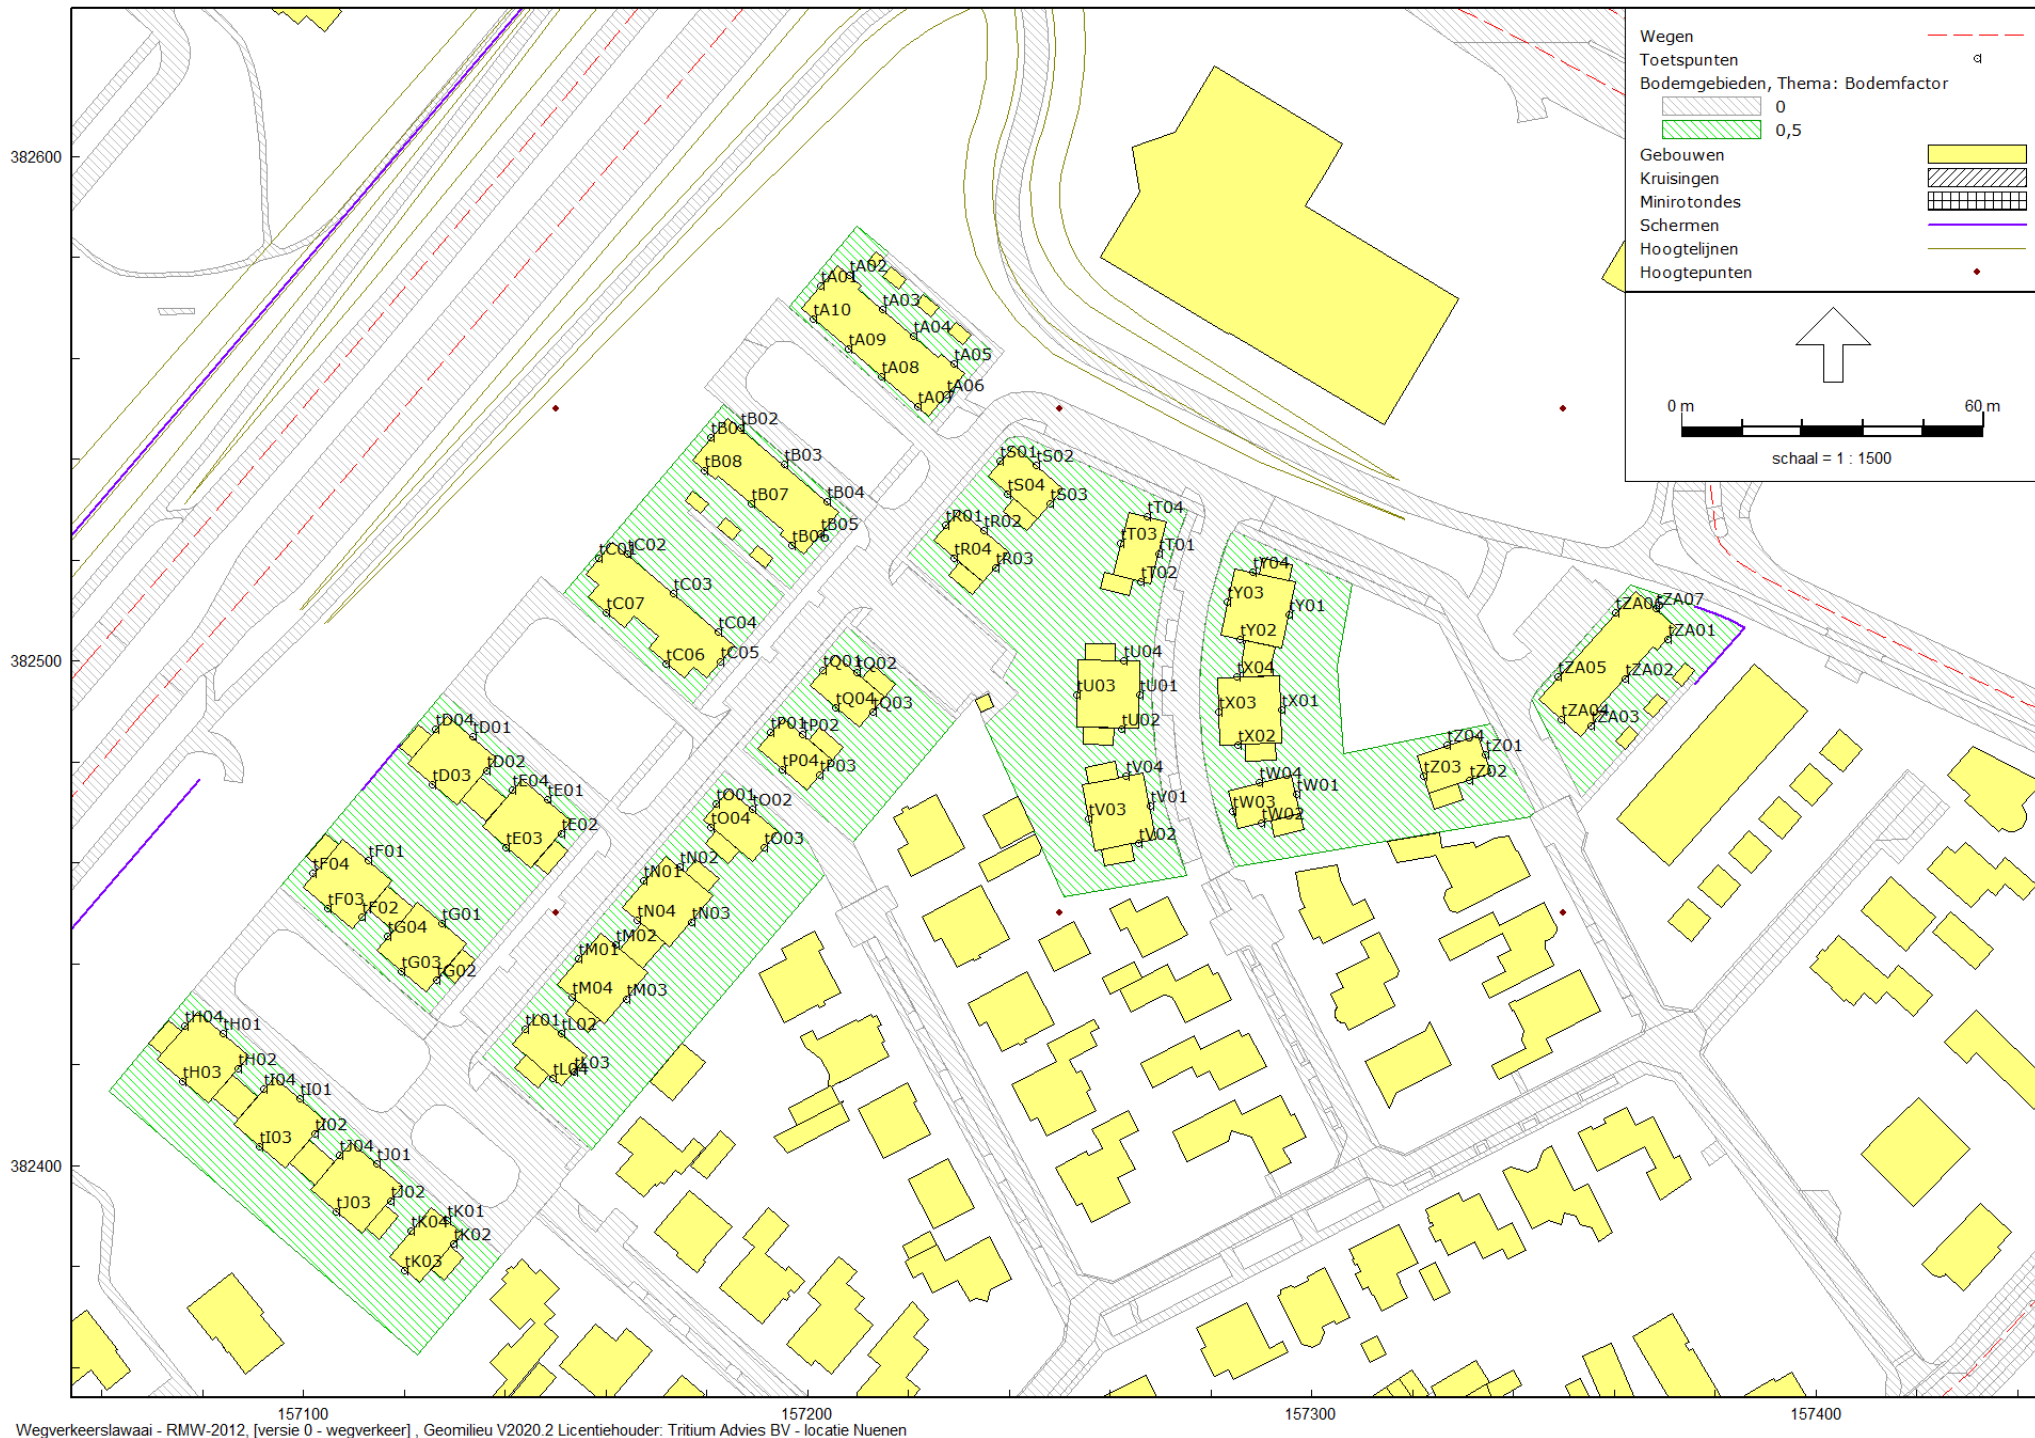 Wegen
Toetspunten
Bodemgebieden, Thema: Bodemfactor
0
0,5
Gebouwen
Kruisingen
Minirotondes
Schermen
Hoogtelijnen
Hoogtepunten
0 m 60 m
schaal = 1 : 1500
382600
382500
382400
157100 157200 157300 157400
tA01
tA02
tA03
tA04
tA05
tA06
tA07
tA08
tA09
tA10
tB01
tB02
tB03
tB04
tB05
tB06
tB07
tB08
tC01
tC02
tC03
tC04
tC05
tC06
tC07
tD04
tD01
tD02
tD03
tE04
tE01
tE02
tE03
tF01
tF04
tF03
tF02
tG01
tG04
tG03
tG02
tH04
tH01
tH02
tH03
tI04
tI01
tI02
tI03
tJ04
tJ01
tJ02
tJ03
tK01
tK04
tK02
tK03
tL01
tL02
tL03
tL04
tM01
tM02
tM03
tM04
tN01
tN02
tN03
tN04
tO01
tO02
tO03
tO04
tP01
tP02
tP03
tP04
tQ01
tQ02
tQ03
tQ04
tR01
tR02
tR03
tR04
tS01
tS02
tS03
tS04
tT04
tT03
tT01
tT02
tU04
tU03
tU01
tU02
tV04
tV03
tV01
tV02
tW04
tW01
tW03
tW02
tX04
tX03
tX01
tX02
tY04
tY03
tY01
tY02
tZ04
tZ01
tZ03
tZ02
tZA07
tZA01
tZA02
tZA03
tZA04
tZA05
Wegverkeerslawaai - RMW-2012, [versie 0 - wegverkeer] , Geomilieu V2020.2 Licentiehouder: Tritium Advies BV - locatie Nuenen